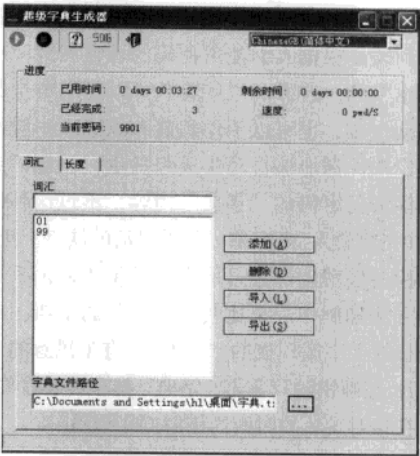 超级字典生成器
Chinese GB(简体中文)
进度
已用时间: 0 days 00:03:27 剩余时间: 0 days 00:00:00
已经完成: 3 速度: 0 pwd/S
当前密码: 9901
词汇 长度
词汇
01
99
添加(A)
删除(D)
导入(L)
导出(S)
字典文件路径
C:\Documents and Settings\hl\桌面\字典.t
...